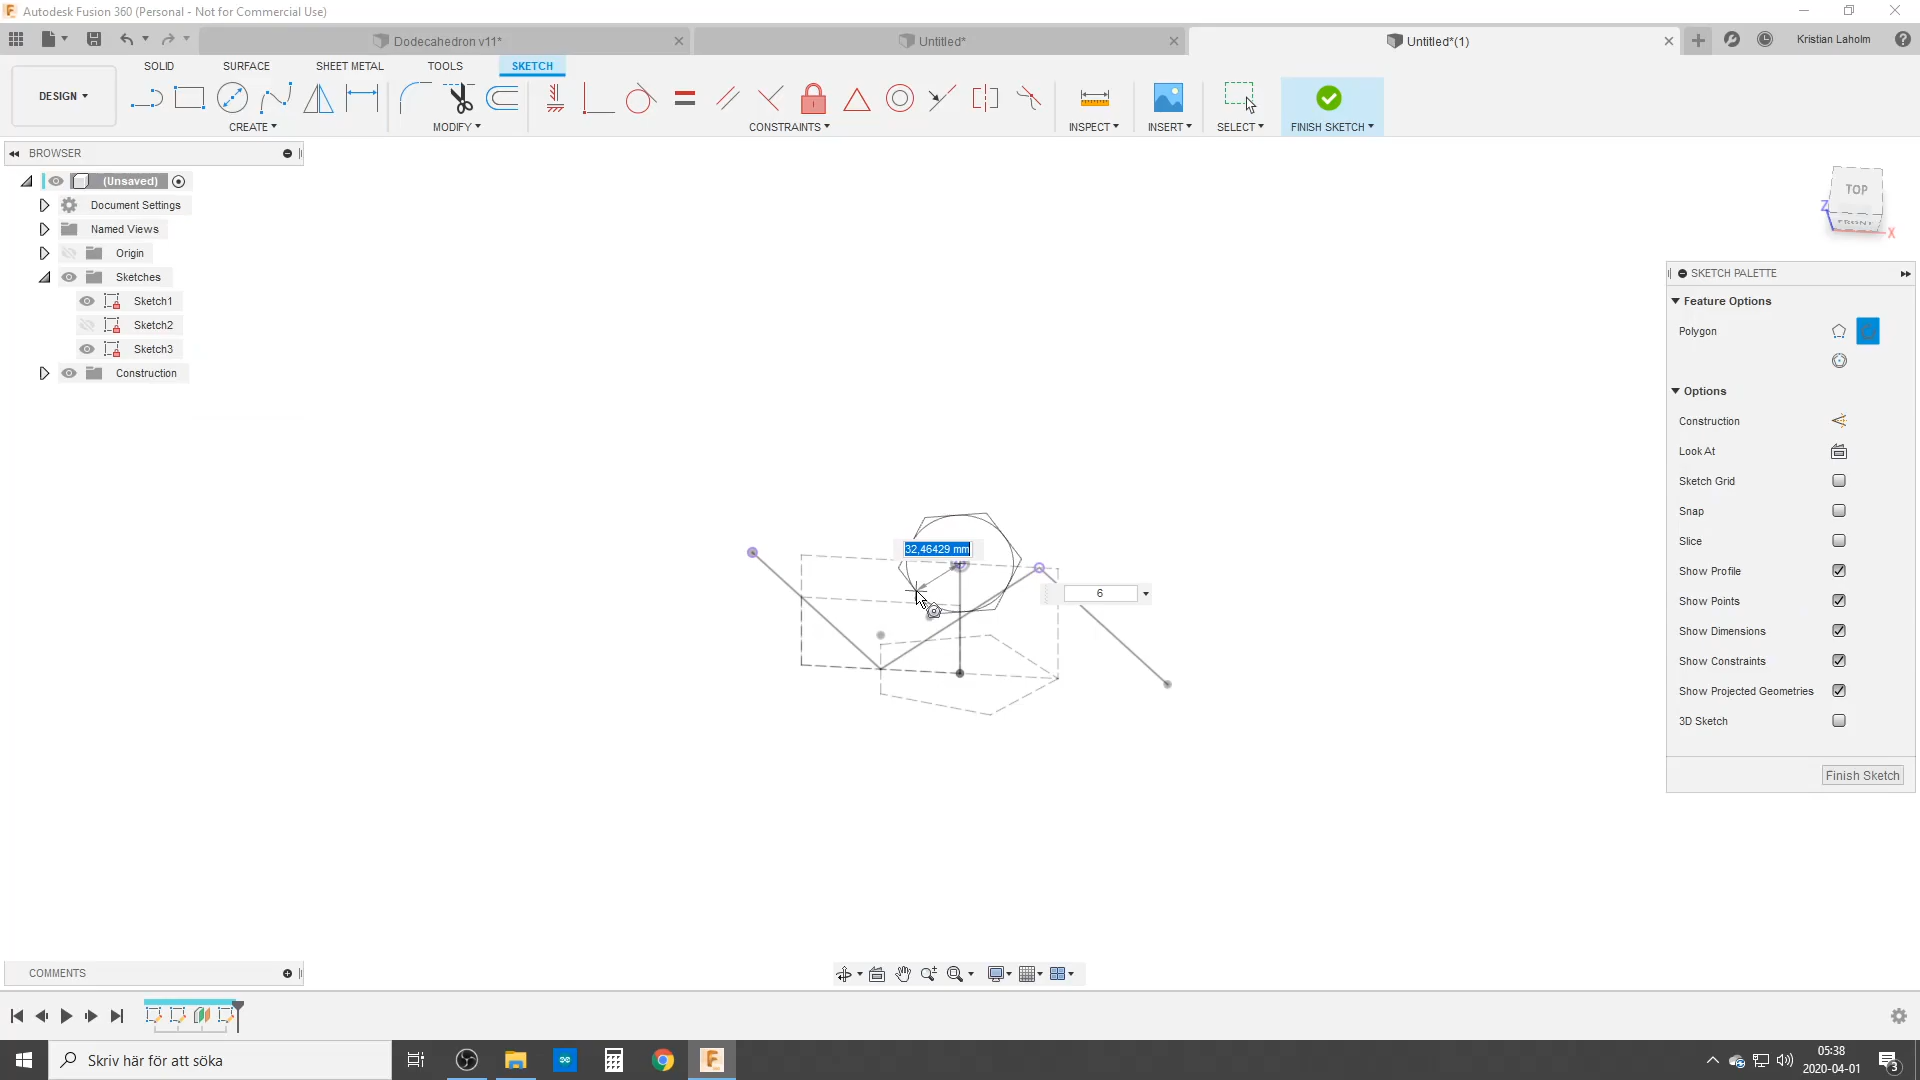 Autodesk Fusion 360 (Personal - Not for Commercial Use)
Dodecahedron v11*
Untitled*
Untitled*(1)
Kristian Laholm
SOLID
SURFACE
SHEET METAL
TOOLS
SKETCH
DESIGN
CREATE
MODIFY
CONSTRAINTS
INSPECT
INSERT
SELECT
FINISH SKETCH
BROWSER
(Unsaved)
Document Settings
Named Views
Origin
Sketches
Sketch1
Sketch2
Sketch3
Construction
TOP
FRONT
Z
X
SKETCH PALETTE
Feature Options
Polygon
Options
Construction
Look At
Sketch Grid
Snap
Slice
Show Profile
Show Points
Show Dimensions
Show Constraints
Show Projected Geometries
3D Sketch
Finish Sketch
32,46429 mm
6
COMMENTS
Skriv här för att söka
05:38
2020-04-01
3